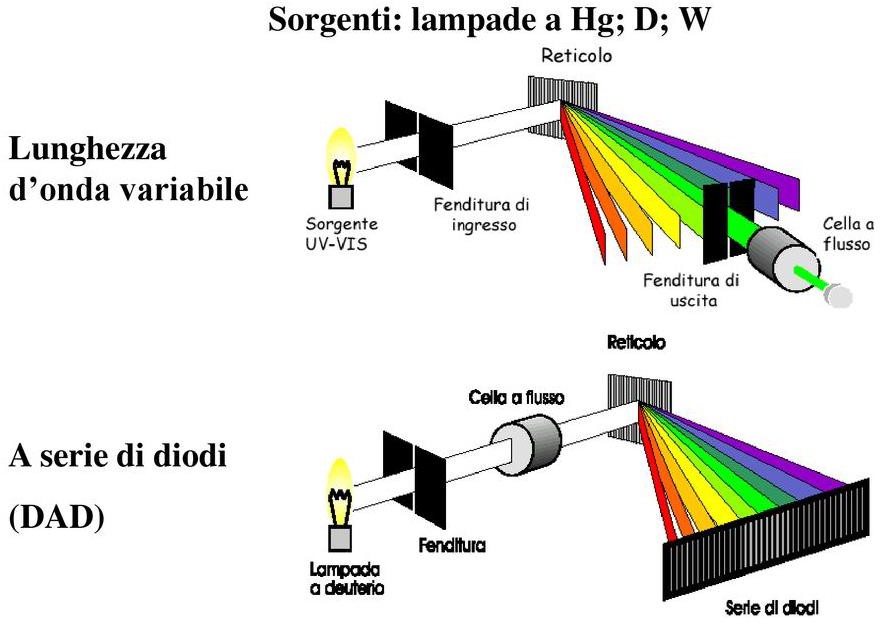 Sorgenti: lampade a Hg; D; W
Reticolo
Lunghezza
d'onda variabile
Fenditura di
ingresso
Sorgente
UV-VIS
Cella a
flusso
Fenditura di
uscita
Reticolo
Cella a flusso
A serie di diodi
(DAD)
Fenditura
Lampada
a deuterio
Serie di diodi